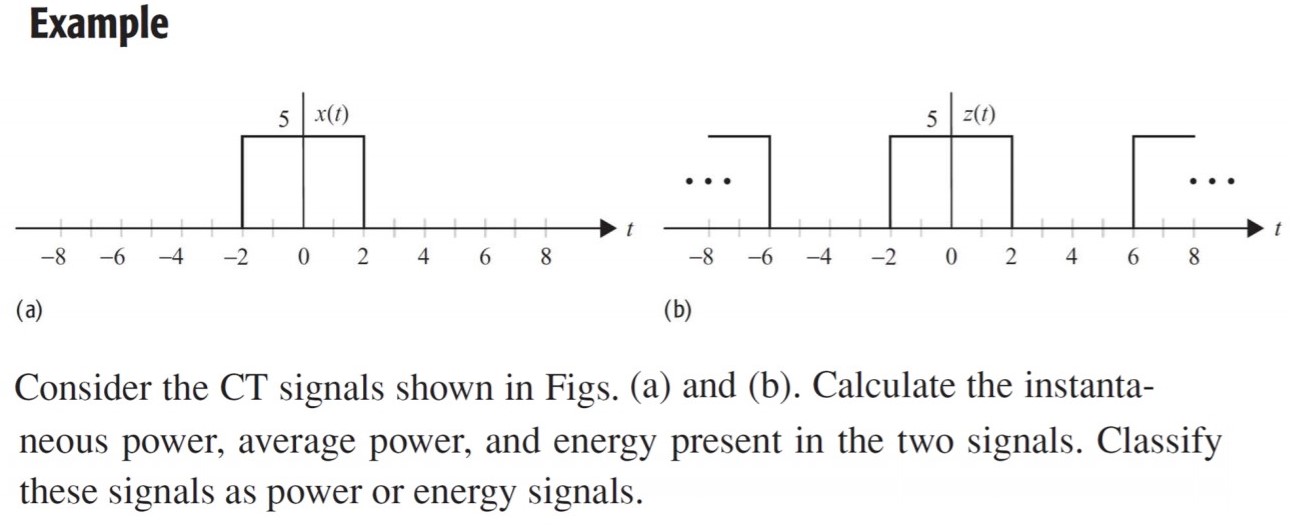 Example
5 x(t)
t
−8 −6 −4 −2 0 2 4 6 8
(a)
5 z(t)
t
−8 −6 −4 −2 0 2 4 6 8
(b)
Consider the CT signals shown in Figs. (a) and (b). Calculate the instanta-
neous power, average power, and energy present in the two signals. Classify
these signals as power or energy signals.